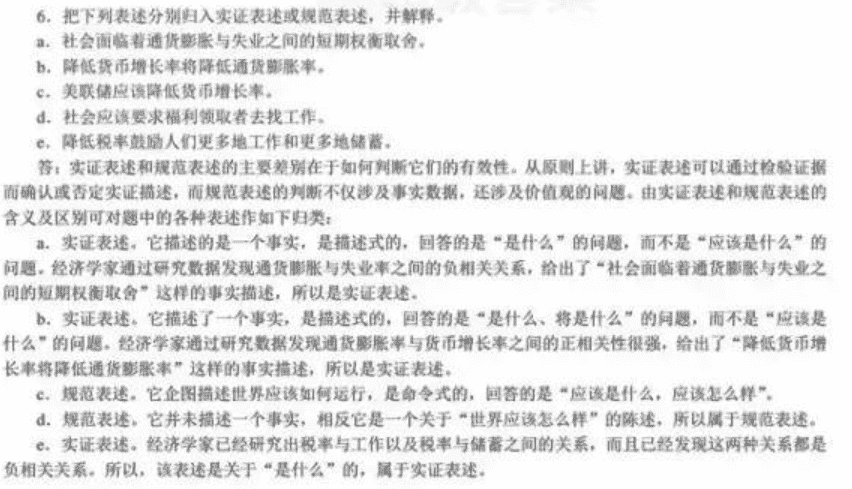 6．把下列表述分别归入实证表述或规范表述，并解释。
a．社会面临着通货膨胀与失业之间的短期权衡取舍。
b．降低货币增长率将降低通货膨胀率。
c．美联储应该降低货币增长率。
d．社会应该要求福利领取者去找工作。
e．降低税率鼓励人们更多地工作和更多地储蓄。
答：实证表述和规范表述的主要差别在于如何判断它们的有效性。从原则上讲，实证表述可以通过检验证据
而确认或否定实证描述，而规范表述的判断不仅涉及事实数据，还涉及价值观的问题。由实证表述和规范表述的
含义及区别可对题中的各种表述作如下归类：
a．实证表述。它描述的是一个事实，是描述式的，回答的是“是什么”的问题，而不是“应该是什么”的
问题。经济学家通过研究数据发现通货膨胀与失业率之间的负相关关系，给出了“社会面临着通货膨胀与失业之
间的短期权衡取舍”这样的事实描述，所以是实证表述。
b．实证表述。它描述了一个事实，是描述式的，回答的是“是什么、将是什么”的问题，而不是“应该是
什么”的问题。经济学家通过研究数据发现通货膨胀率与货币增长率之间的正相关性很强，给出了“降低货币增
长率将降低通货膨胀率”这样的事实描述，所以是实证表述。
c．规范表述。它企图描述世界应该如何运行，是命令式的，回答的是“应该是什么，应该怎么样”。
d．规范表述。它并未描述一个事实，相反它是一个关于“世界应该怎么样”的陈述，所以属于规范表述。
e．实证表述。经济学家已经研究出税率与工作以及税率与储蓄之间的关系，而且已经发现这两种关系都是
负相关关系。所以，该表述是关于“是什么”的，属于实证表述。